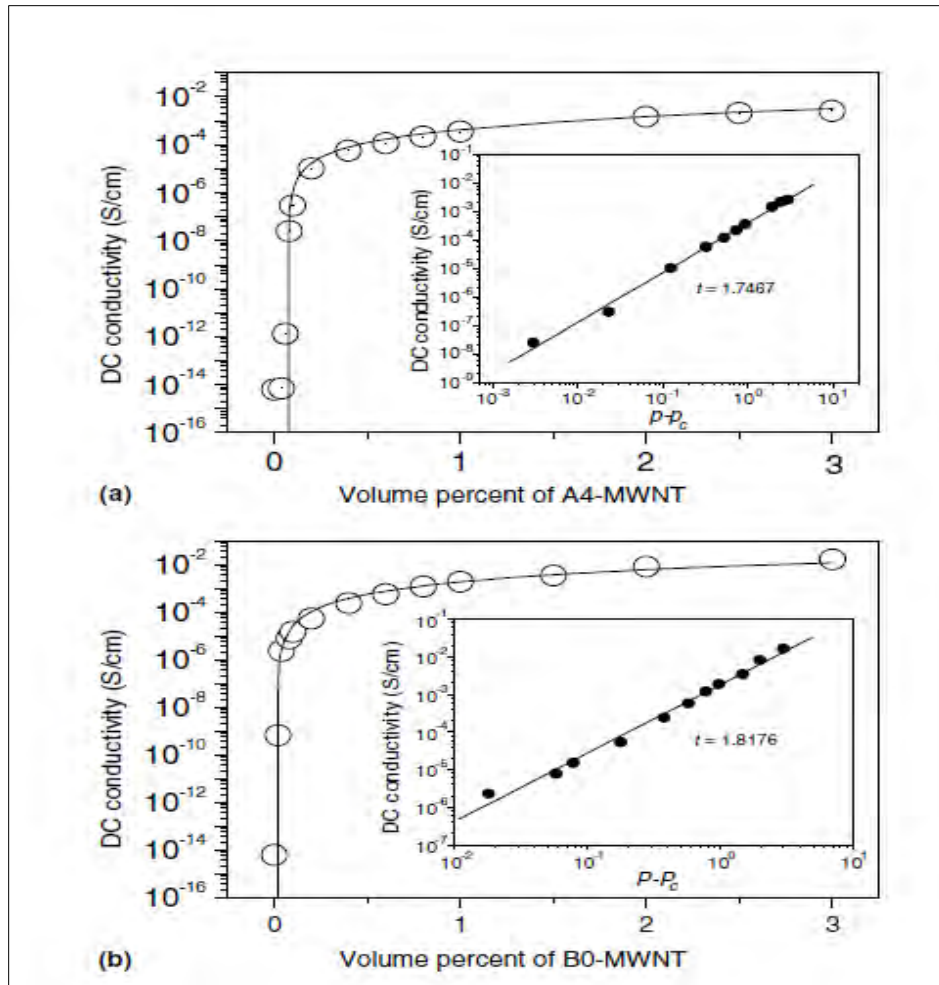 10⁻²
10⁻⁴
10⁻⁶
10⁻⁸
10⁻¹⁰
10⁻¹²
10⁻¹⁴
10⁻¹⁶
DC conductivity (S/cm)
10⁻¹
10⁻²
10⁻³
10⁻⁴
10⁻⁵
10⁻⁶
10⁻⁷
10⁻⁸
10⁻⁹
DC conductivity (S/cm)
t = 1.7467
10⁻³ 10⁻² 10⁻¹ 10⁰ 10¹
p-p꜀
0 1 2 3
(a) Volume percent of A4-MWNT
10⁻²
10⁻⁴
10⁻⁶
10⁻⁸
10⁻¹⁰
10⁻¹²
10⁻¹⁴
10⁻¹⁶
DC conductivity (S/cm)
10⁻¹
10⁻²
10⁻³
10⁻⁴
10⁻⁵
10⁻⁶
10⁻⁷
DC conductivity (S/cm)
t = 1.8176
10⁻² 10⁻¹ 10⁰ 10¹
P-P꜀
0 1 2 3
(b) Volume percent of B0-MWNT